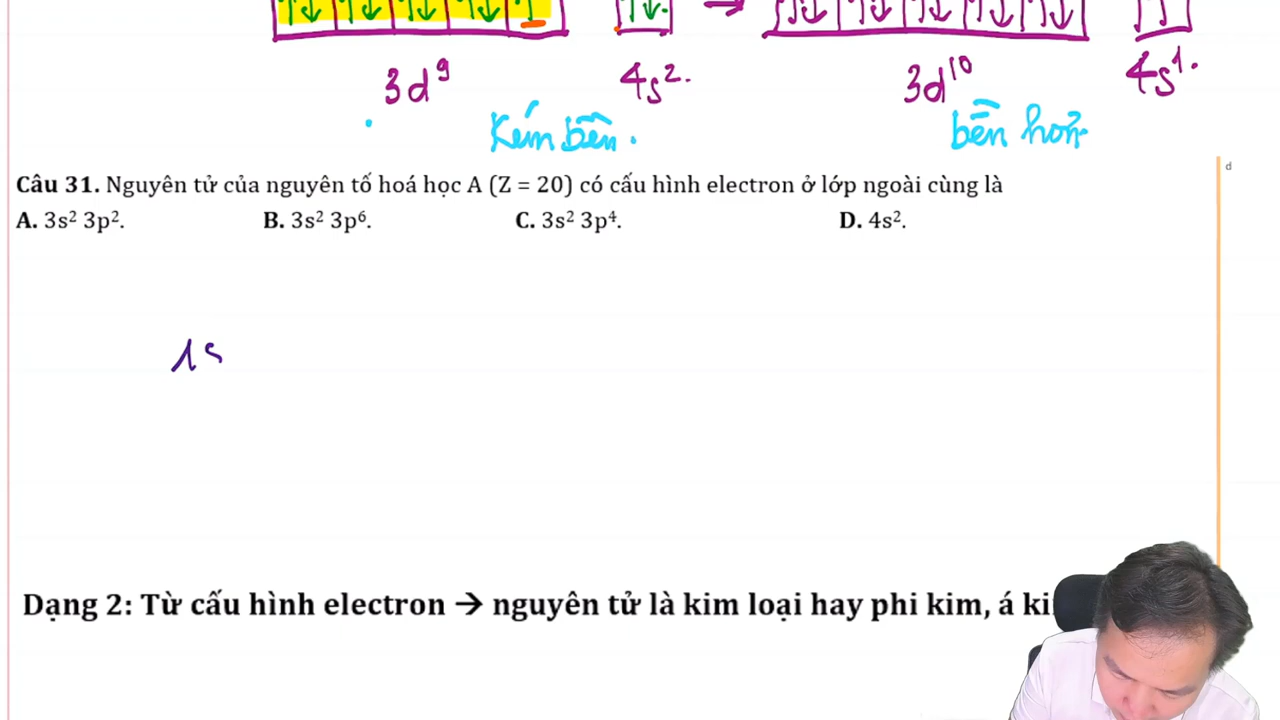 3d⁹ 4s². 3d¹⁰ 4s¹.
Kém bền. bền hơn
d
Câu 31. Nguyên tử của nguyên tố hoá học A (Z = 20) có cấu hình electron ở lớp ngoài cùng là
A. 3s² 3p². B. 3s² 3p⁶. C. 3s² 3p⁴. D. 4s².
1s
Dạng 2: Từ cấu hình electron → nguyên tử là kim loại hay phi kim, á ki